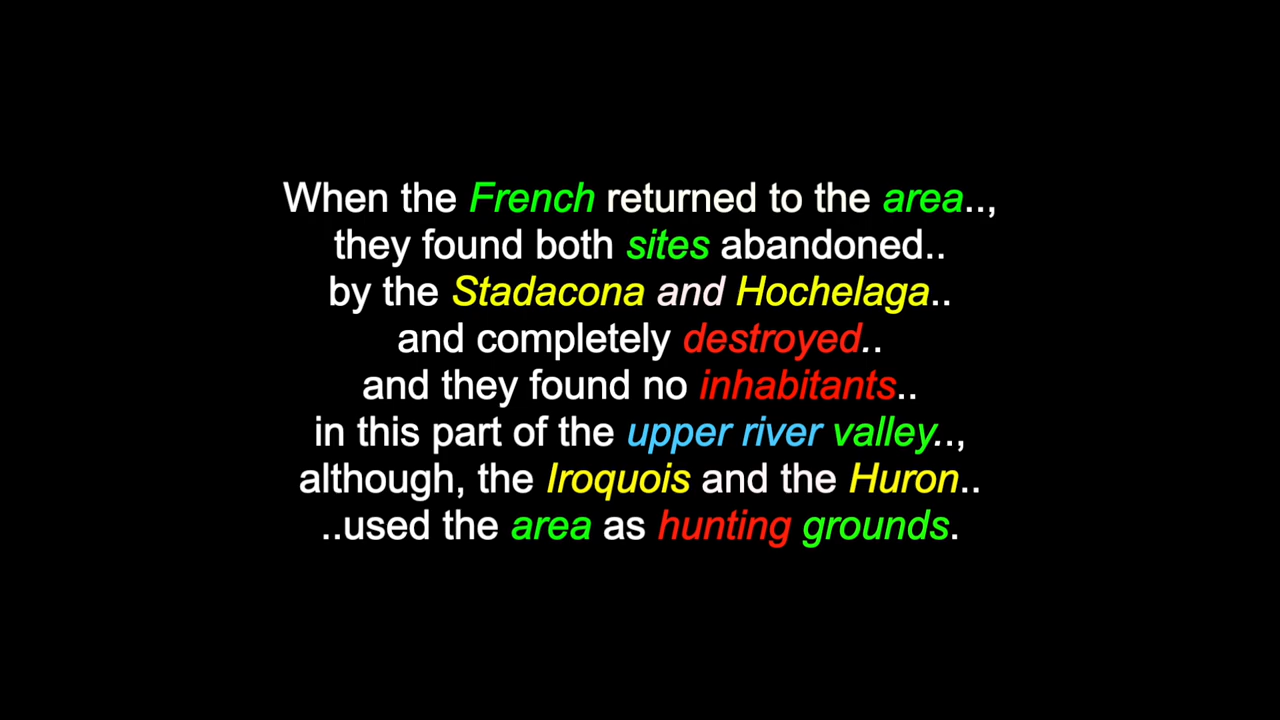 When the French returned to the area..,
they found both sites abandoned..
by the Stadacona and Hochelaga..
and completely destroyed..
and they found no inhabitants..
in this part of the upper river valley..,
although, the Iroquois and the Huron..
..used the area as hunting grounds.